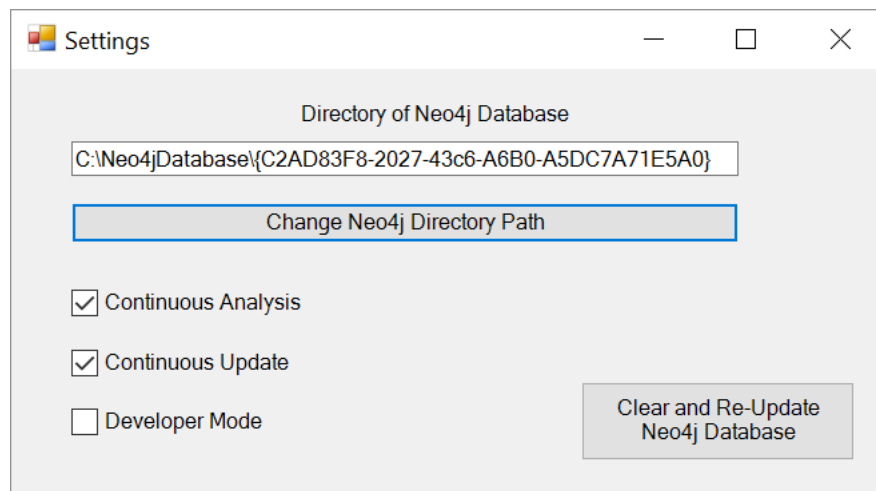 Settings
Directory of Neo4j Database
C:\Neo4jDatabase\{C2AD83F8-2027-43c6-A6B0-A5DC7A71E5A0}
Change Neo4j Directory Path
Continuous Analysis
Continuous Update
Developer Mode
Clear and Re-Update
Neo4j Database